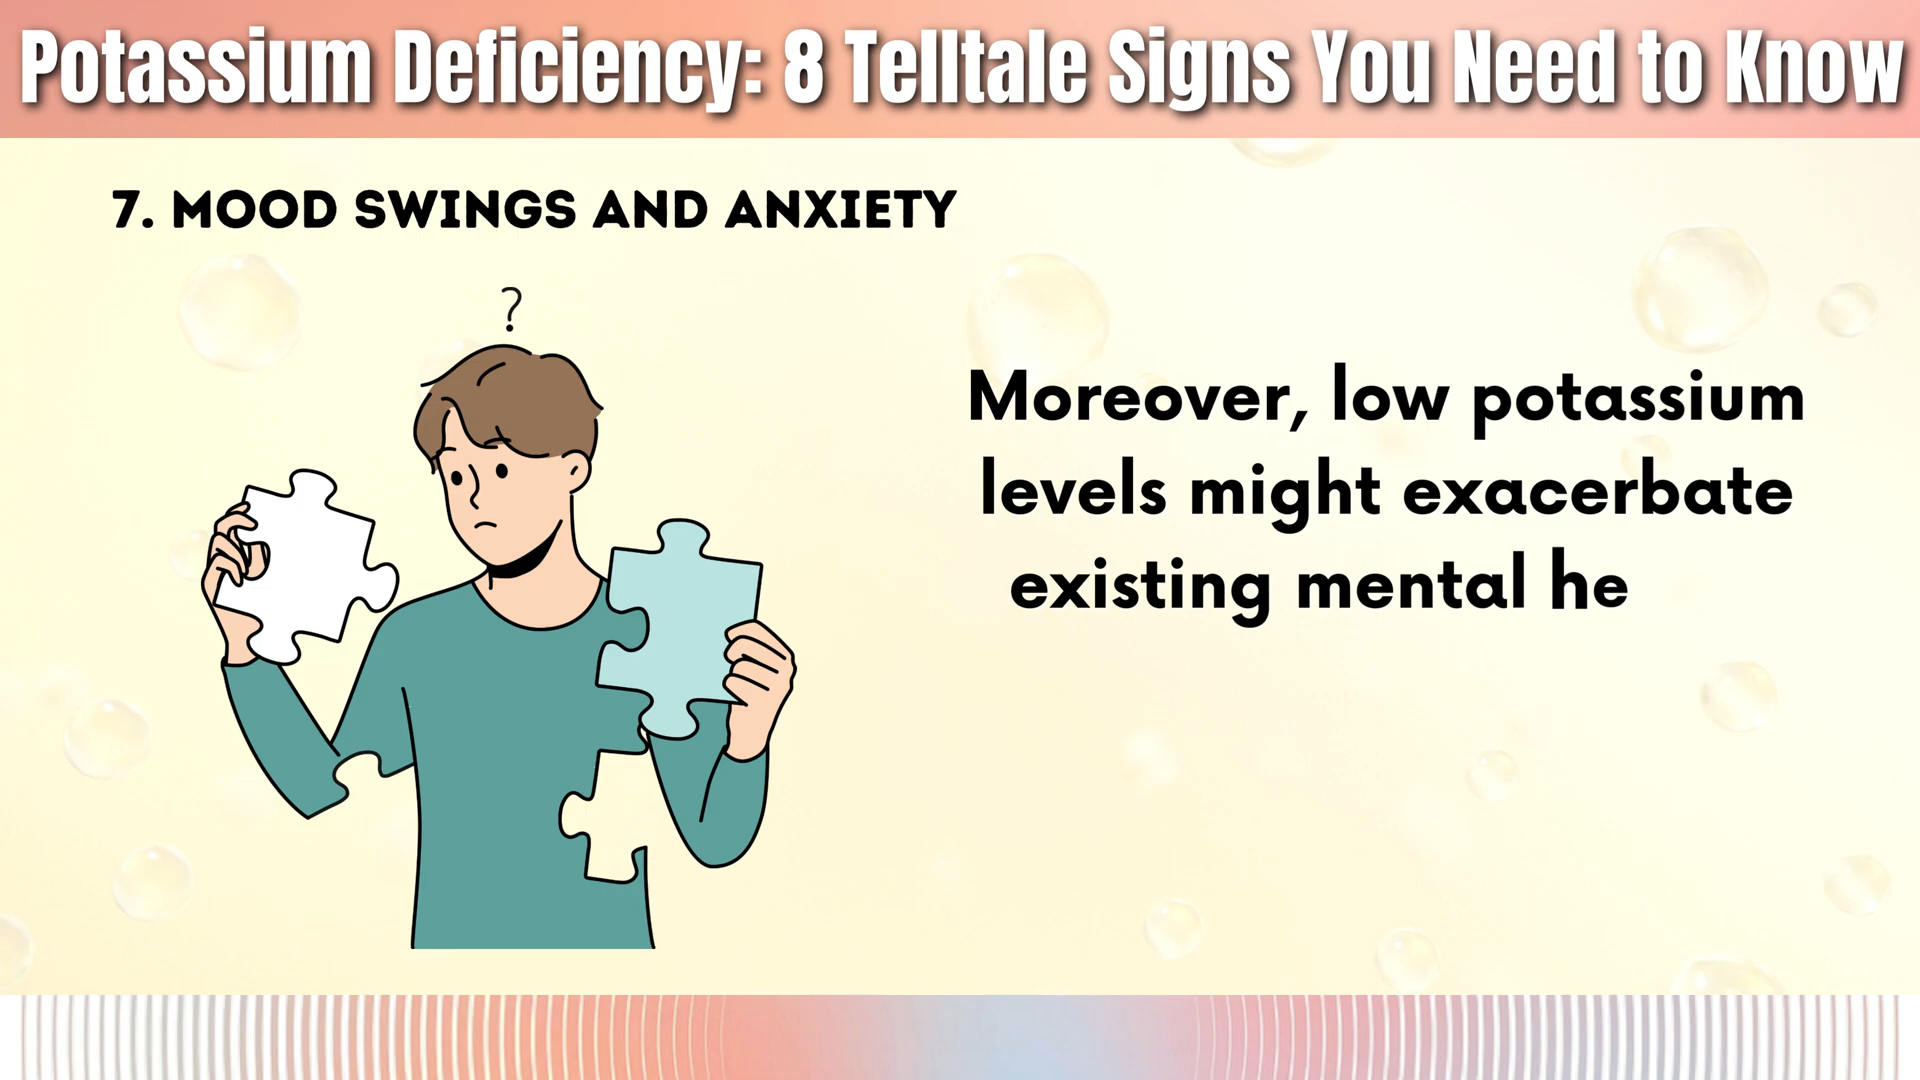 Potassium Deficiency: 8 Telltale Signs You Need to Know
7. MOOD SWINGS AND ANXIETY
?
Moreover, low potassium
levels might exacerbate
existing mental he